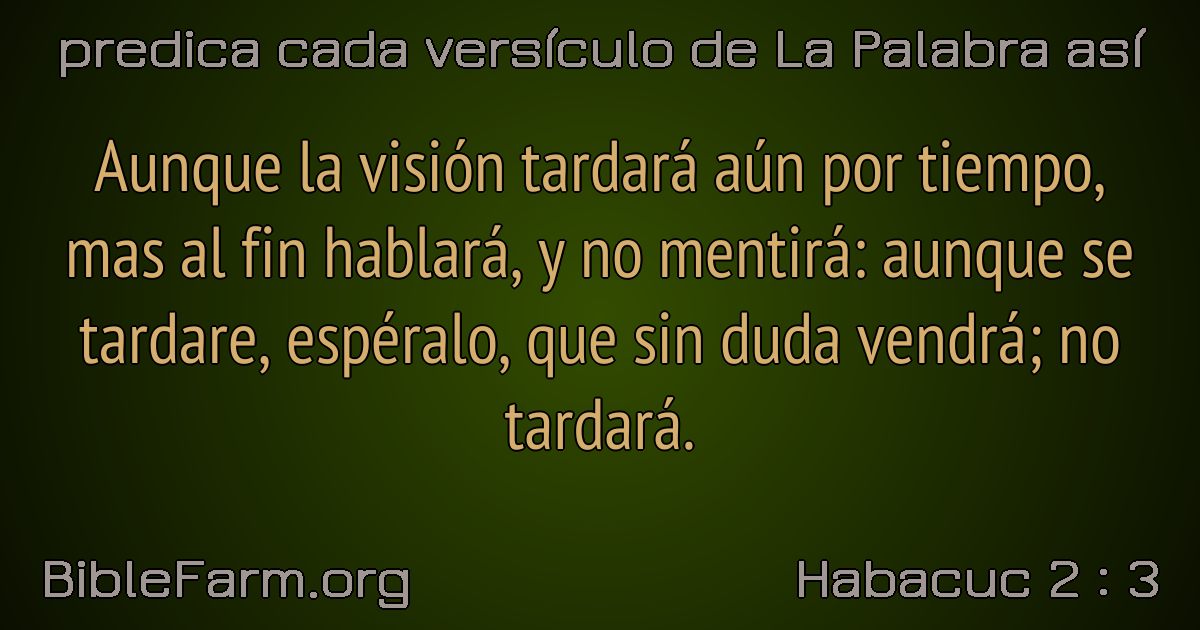 predica cada versículo de La Palabra así
Aunque la visión tardará aún por tiempo,
mas al fin hablará, y no mentirá: aunque se
tardare, espéralo, que sin duda vendrá; no
tardará.
BibleFarm.org
Habacuc 2 : 3